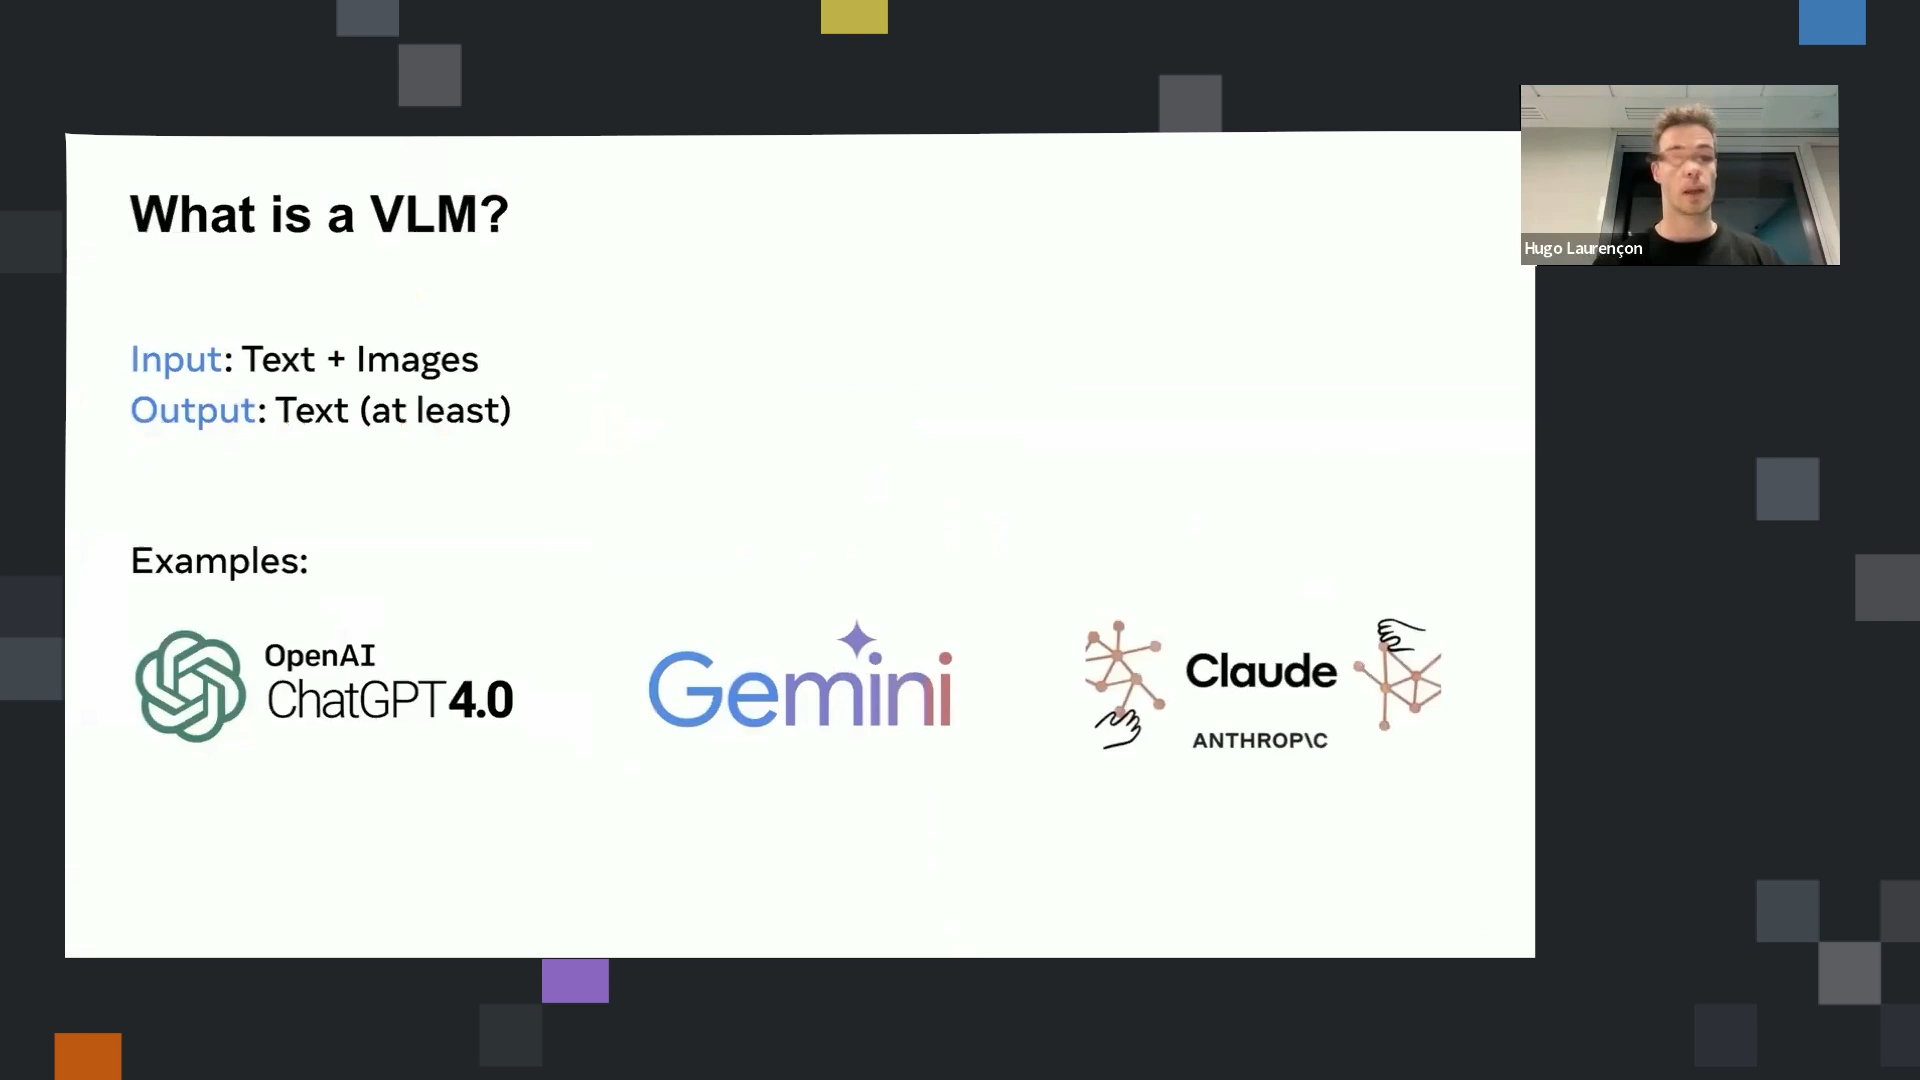 What is a VLM?
Hugo Laurençon
Input: Text + Images
Output: Text (at least)
Examples:
OpenAI
ChatGPT 4.0
Gemini
Claude
ANTHROP\C